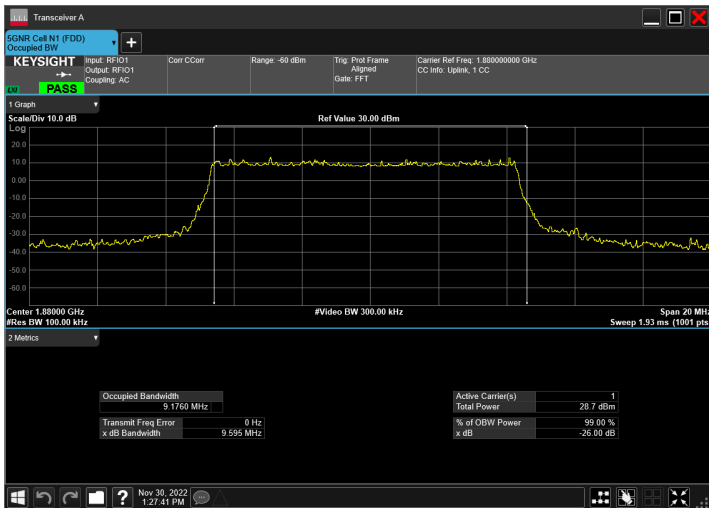 Transceiver A
5GNR Cell N1 (FDD)
Occupied BW
KEYSIGHT
LXI
PASS
Input: RFIO1
Output: RFIO1
Coupling: AC
Corr CCorr
Range: -60 dBm
Trig: Prot Frame
Aligned
Gate: FFT
Carrier Ref Freq: 1.880000000 GHz
CC Info: Uplink, 1 CC
1 Graph
Scale/Div 10.0 dB
Ref Value 30.00 dBm
Log
20.0
10.0
0.00
-10.0
-20.0
-30.0
-40.0
-50.0
-60.0
Center 1.88000 GHz
#Video BW 300.00 kHz
Span 20 MHz
#Res BW 100.00 kHz
Sweep 1.93 ms (1001 pts
2 Metrics
Occupied Bandwidth
9.1760 MHz
Active Carrier(s) 1
Total Power 28.7 dBm
Transmit Freq Error 0 Hz
x dB Bandwidth 9.595 MHz
% of OBW Power 99.00 %
x dB -26.00 dB
?
Nov 30, 2022
1:27:41 PM